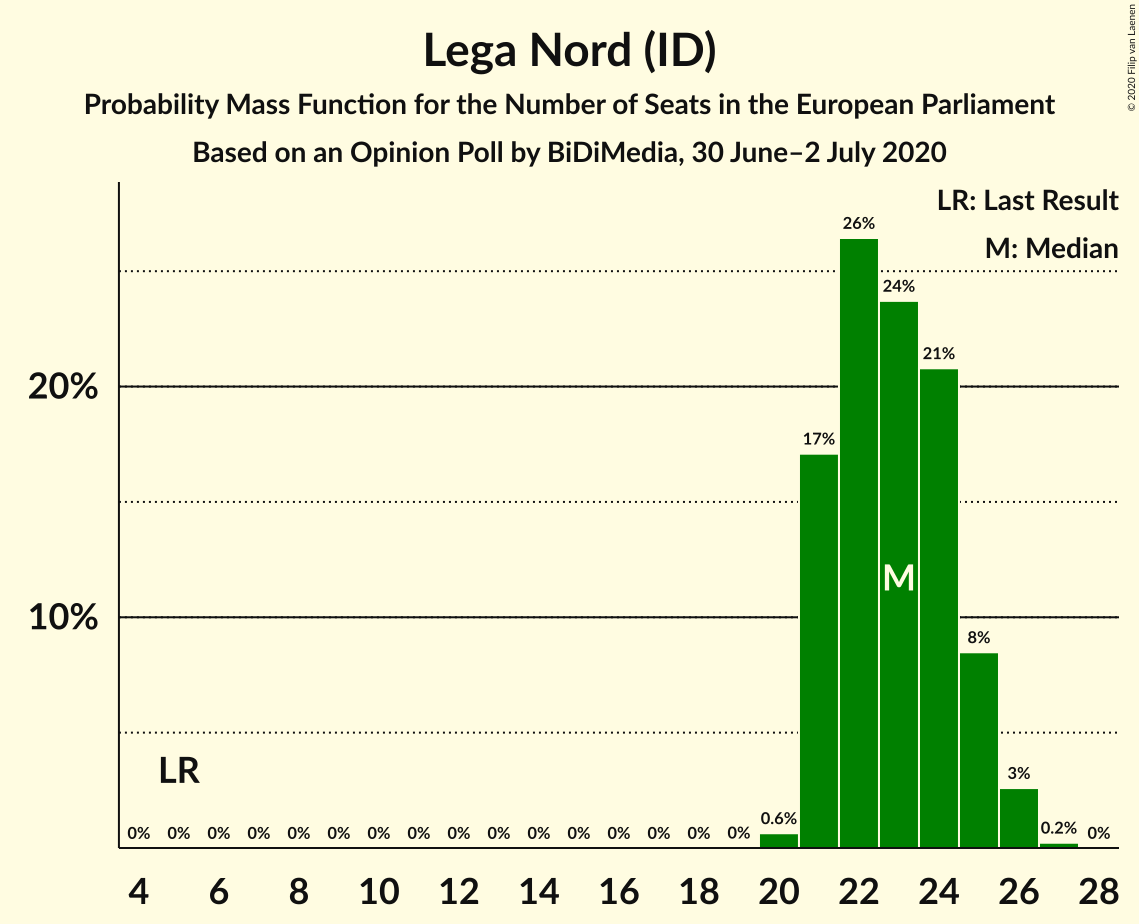 Lega Nord (ID)
Probability Mass Function for the Number of Seats in the European Parliament
Based on an Opinion Poll by BiDiMedia, 30 June–2 July 2020
© 2020 Filip van Laenen
LR: Last Result
M: Median
26%
24%
21%
20%
17%
M
10%
8%
LR
3%
0% 0% 0% 0% 0% 0% 0% 0% 0% 0% 0% 0% 0% 0% 0% 0% 0.6% 0.2% 0%
4 6 8 10 12 14 16 18 20 22 24 26 28